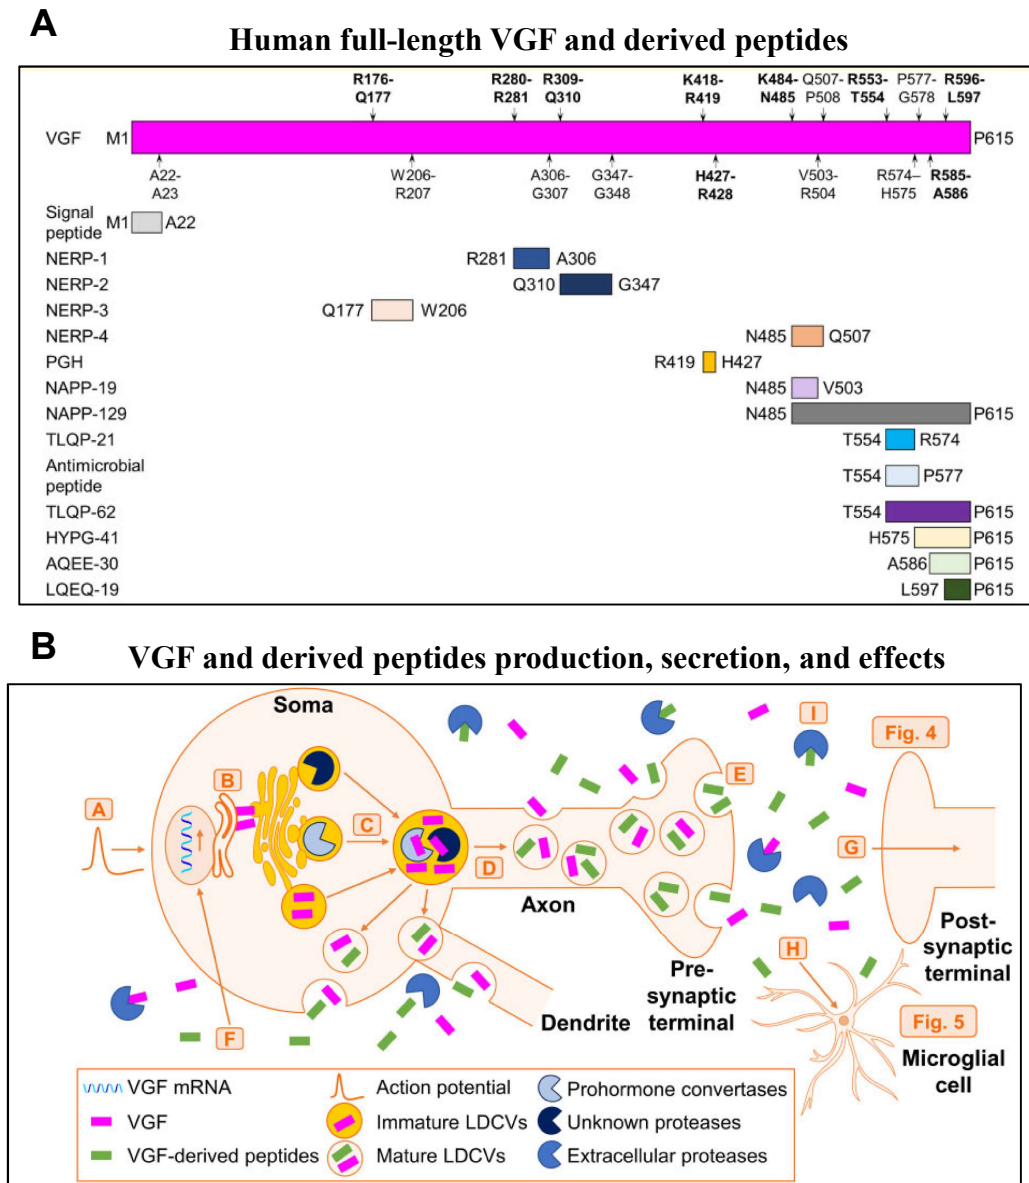 A
Human full-length VGF and derived peptides
R176- R280- R309- K418- K484- Q507- R553- P577- R596-
Q177 R281 Q310 R419 N485 P508 T554 G578 L597
VGF M1 P615
A22- W206- A306- G347- H427- V503- R574– R585-
A23 R207 G307 G348 R428 R504 H575 A586
Signal
peptide M1 A22
NERP-1 R281 A306
NERP-2 Q310 G347
NERP-3 Q177 W206
NERP-4 N485 Q507
PGH R419 H427
NAPP-19 N485 V503
NAPP-129 N485 P615
TLQP-21 T554 R574
Antimicrobial
peptide T554 P577
TLQP-62 T554 P615
HYPG-41 H575 P615
AQEE-30 A586 P615
LQEQ-19 L597 P615
B
VGF and derived peptides production, secretion, and effects
Soma
I
Fig. 4
A
B
C
D
E
F
G
H
Axon
Dendrite
Pre-
synaptic
terminal
Post-
synaptic
terminal
Fig. 5
Microglial
cell
VGF mRNA Action potential Prohormone convertases
VGF Immature LDCVs Unknown proteases
VGF-derived peptides Mature LDCVs Extracellular proteases